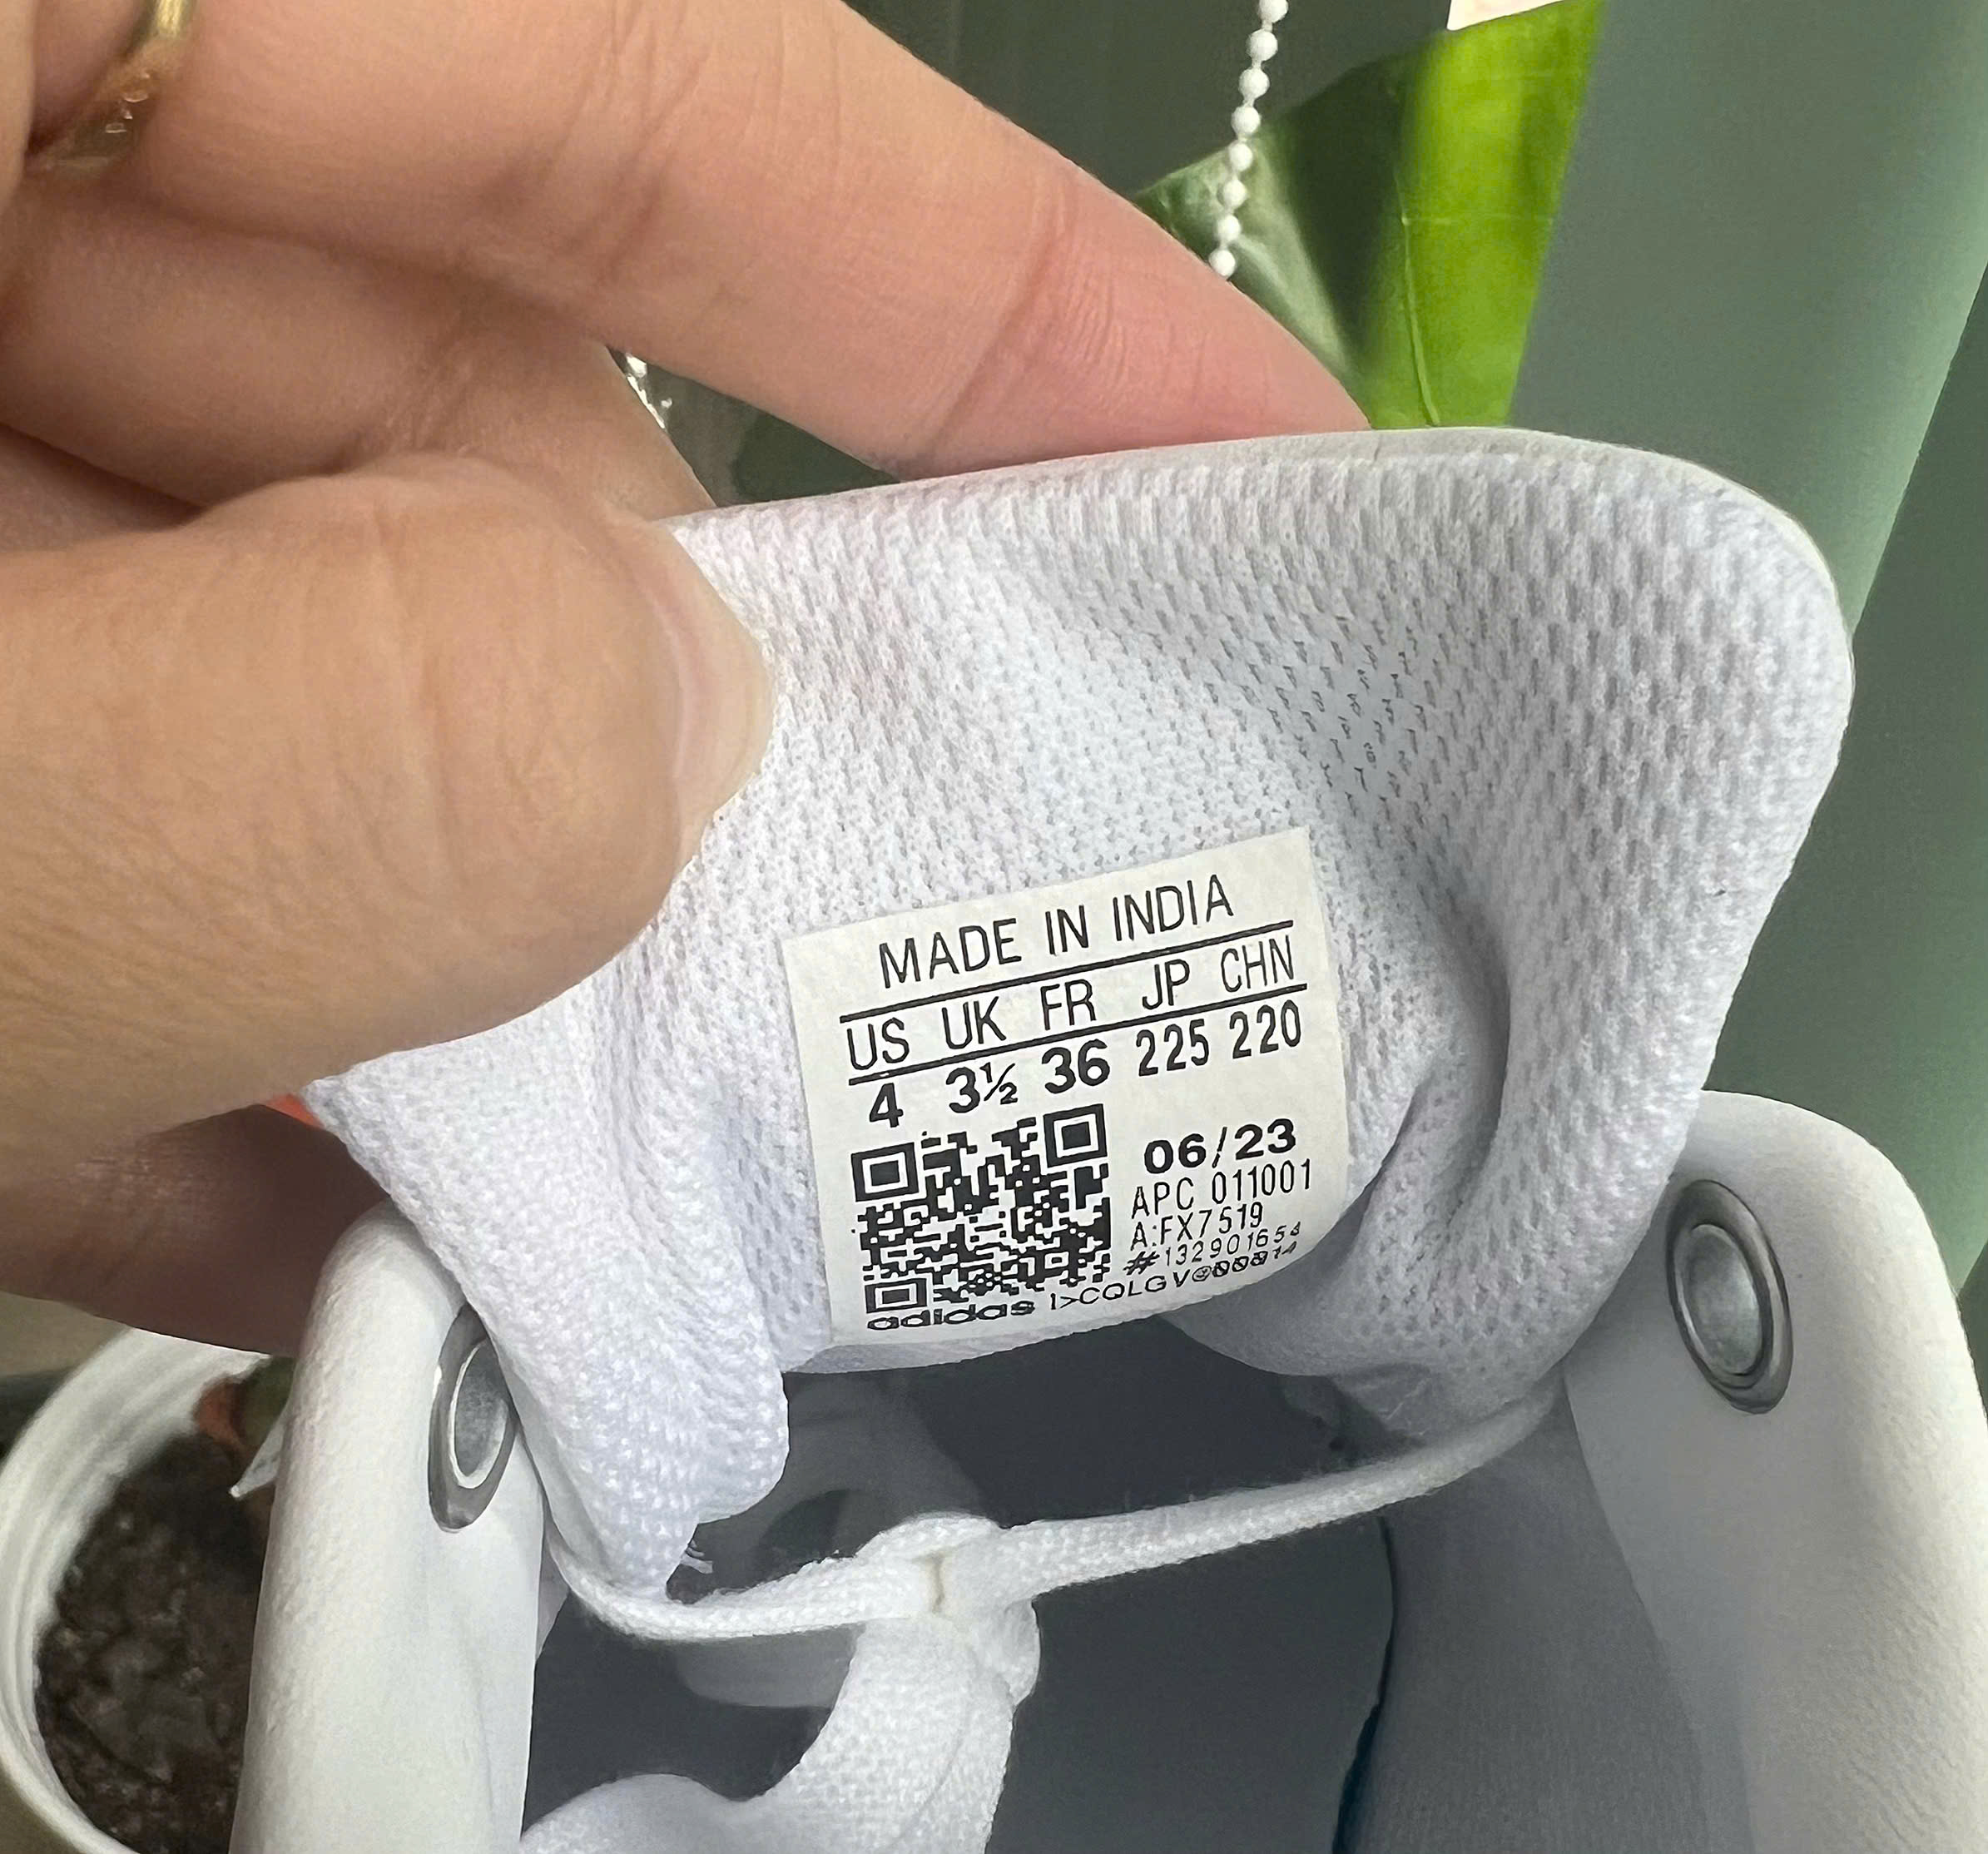 MADE IN INDIA
US UK FR JP CHN
4 3½ 36 225 220
06/23
APC 011001
A:FX7519
#132901654
adidas